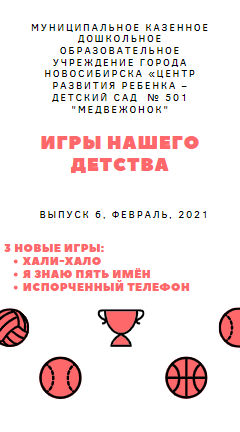 МУНИЦИПАЛЬНОЕ КАЗЕННОЕ
ДОШКОЛЬНОЕ
ОБРАЗОВАТЕЛЬНОЕ
УЧРЕЖДЕНИЕ ГОРОДА
НОВОСИБИРСКА «ЦЕНТР
РАЗВИТИЯ РЕБЕНКА –
ДЕТСКИЙ САД № 501
"МЕДВЕЖОНОК"
ИГРЫ НАШЕГО
ДЕТСТВА
ВЫПУСК 6, ФЕВРАЛЬ, 2021
3 НОВЫЕ ИГРЫ:
• ХАЛИ-ХАЛО
• Я ЗНАЮ ПЯТЬ ИМЁН
• ИСПОРЧЕННЫЙ ТЕЛЕФОН